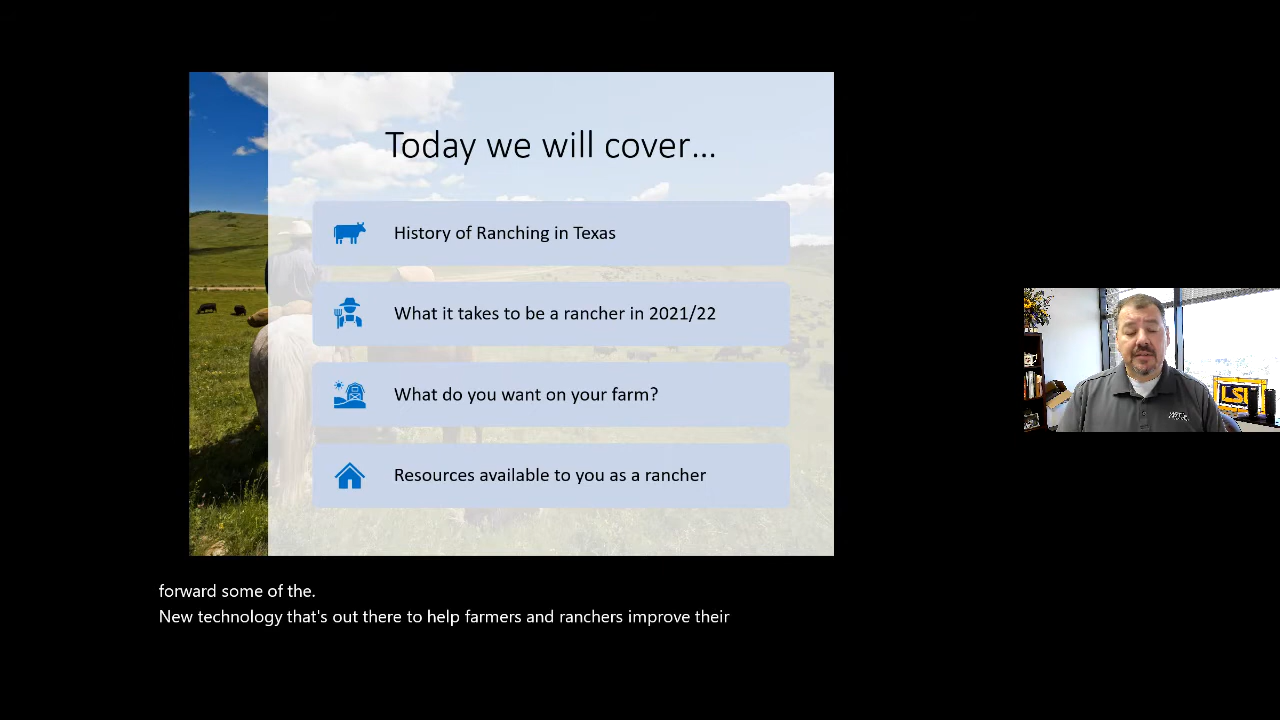 Today we will cover...
History of Ranching in Texas
What it takes to be a rancher in 2021/22
What do you want on your farm?
Resources available to you as a rancher
LSU
forward some of the.
New technology that's out there to help farmers and ranchers improve their